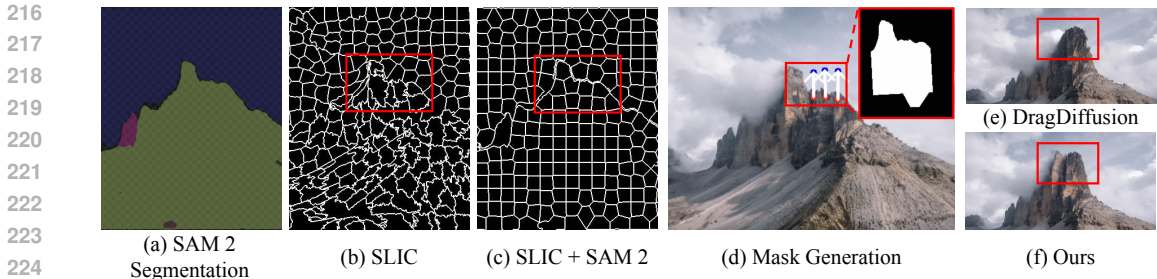 216
217
218
219
220
221
222
223
224
(a) SAM 2
Segmentation
(b) SLIC
(c) SLIC + SAM 2
(d) Mask Generation
(e) DragDiffusion
(f) Ours